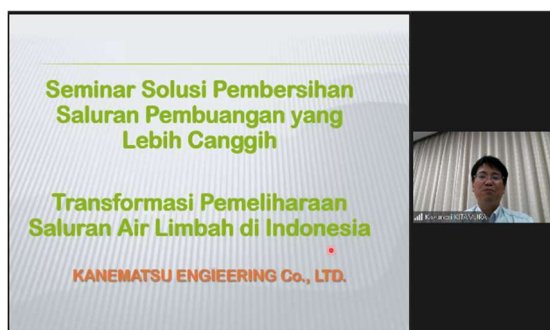 Seminar Solusi Pembersihan
Saluran Pembuangan yang
Lebih Canggih
Transformasi Pemeliharaan
Saluran Air Limbah di Indonesia
KANEMATSU ENGIEERING Co., LTD.
KITAMURA